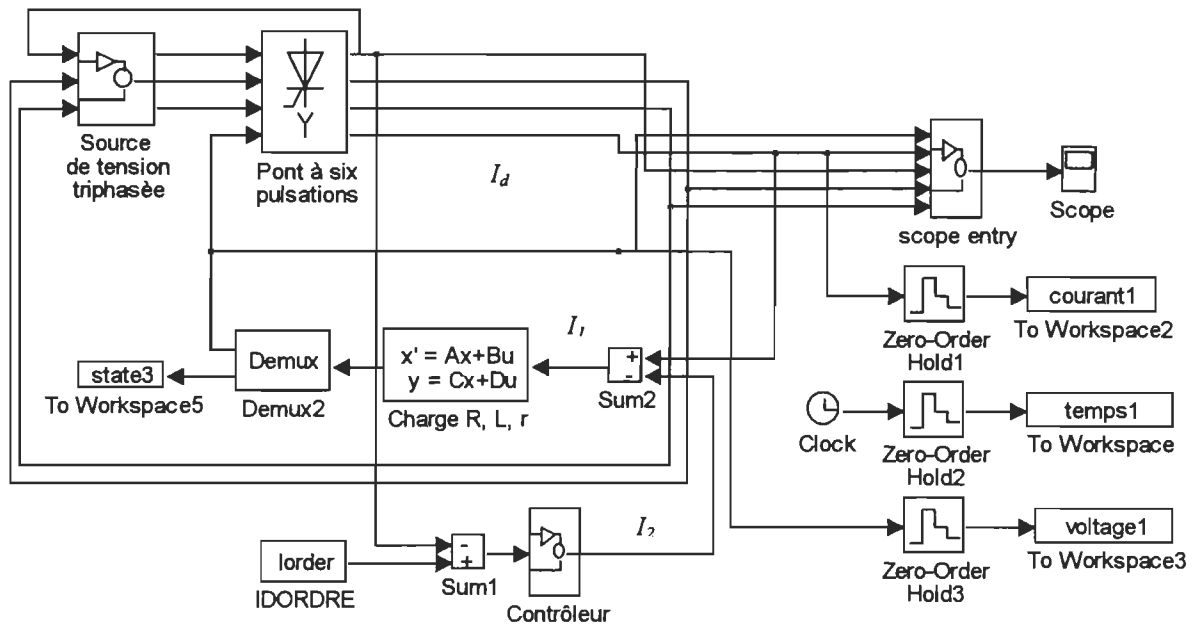 Source
de tension
triphasèe
Y
Pont à six
pulsations
I_d
scope entry
Scope
Zero-Order
Hold1
courant1
To Workspace2
I_1
Demux
Demux2
state3
To Workspace5
x' = Ax+Bu
y = Cx+Du
Charge R, L, r
+
-
Sum2
Clock
Zero-Order
Hold2
temps1
To Workspace
Iorder
IDORDRE
-
+
Sum1
Contrôleur
I_2
Zero-Order
Hold3
voltage1
To Workspace3